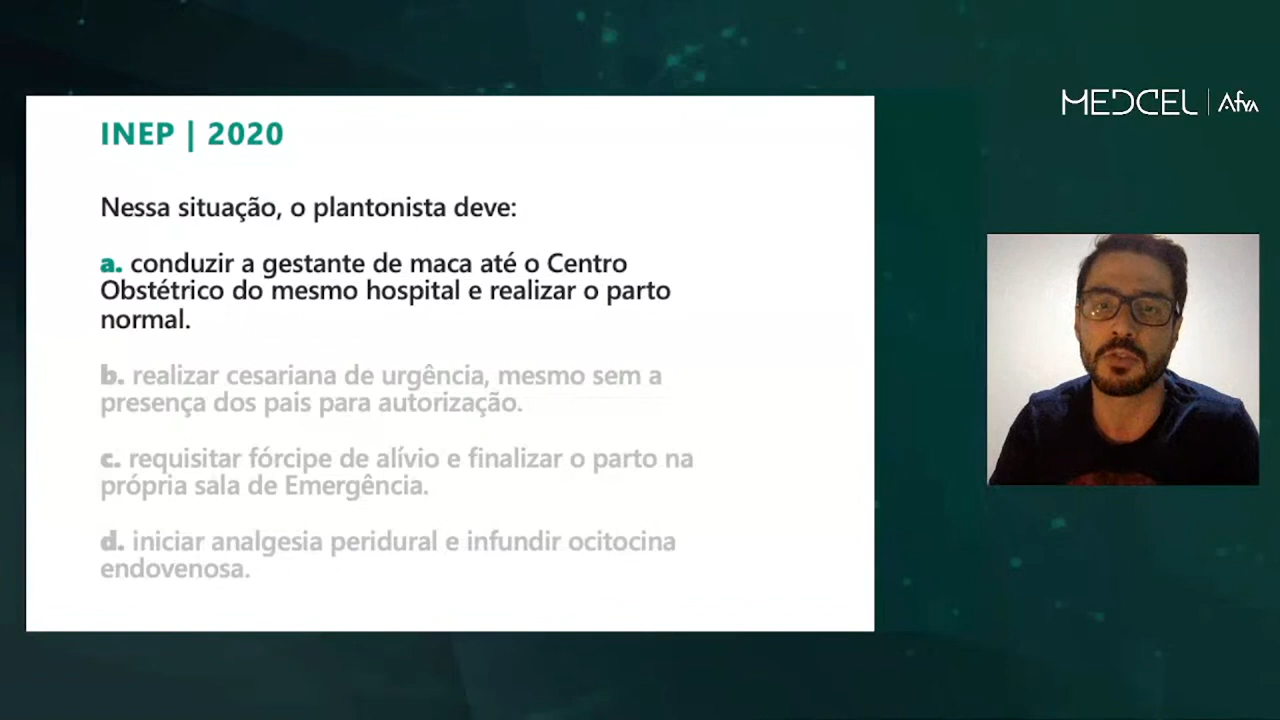 MEDCEL | Afya
INEP | 2020
Nessa situação, o plantonista deve:
a. conduzir a gestante de maca até o Centro
Obstétrico do mesmo hospital e realizar o parto
normal.
b. realizar cesariana de urgência, mesmo sem a
presença dos pais para autorização.
c. requisitar fórcipe de alívio e finalizar o parto na
própria sala de Emergência.
d. iniciar analgesia peridural e infundir ocitocina
endovenosa.